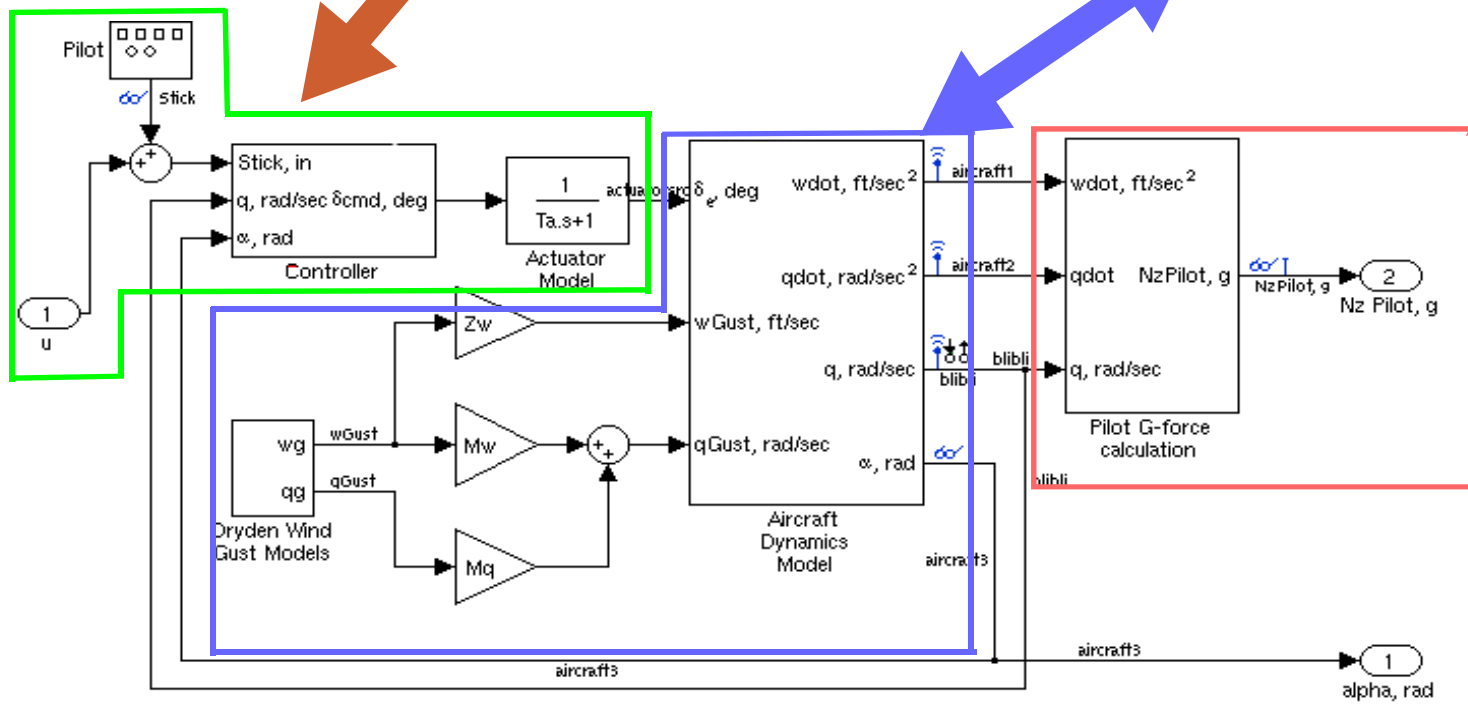 Pilot
Stick
Stick, in
q, rad/sec δcmd, deg
α, rad
Controller
1
Ta.s+1
Actuator
Model
1
u
δe, deg
wGust, ft/sec
qGust, rad/sec
wdot, ft/sec²
qdot, rad/sec²
q, rad/sec
α, rad
Aircraft
Dynamics
Model
Zw
Mw
Mq
wg
qg
wGust
qGust
Dryden Wind
Gust Models
aircraft1
aircraft2
blibli
blibli
aircraft3
wdot, ft/sec²
qdot
NzPilot, g
q, rad/sec
Pilot G-force
calculation
blibli
NzPilot, g
2
Nz Pilot, g
aircraft3
aircraft3
1
alpha, rad